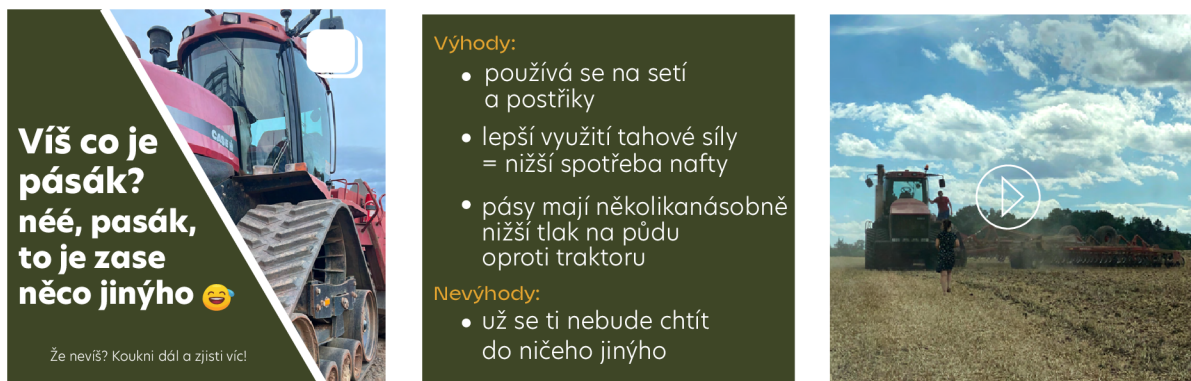 Víš co je
pásák?
néé, pasák,
to je zase
něco jinýho 😅
Že nevíš? Koukni dál a zjisti víc!
CASE IH
Výhody:
• používá se na setí
a postřiky
• lepší využití tahové síly
= nižší spotřeba nafty
• pásy mají několikanásobně
nižší tlak na půdu
oproti traktoru
Nevýhody:
• už se ti nebude chtít
do ničeho jinýho